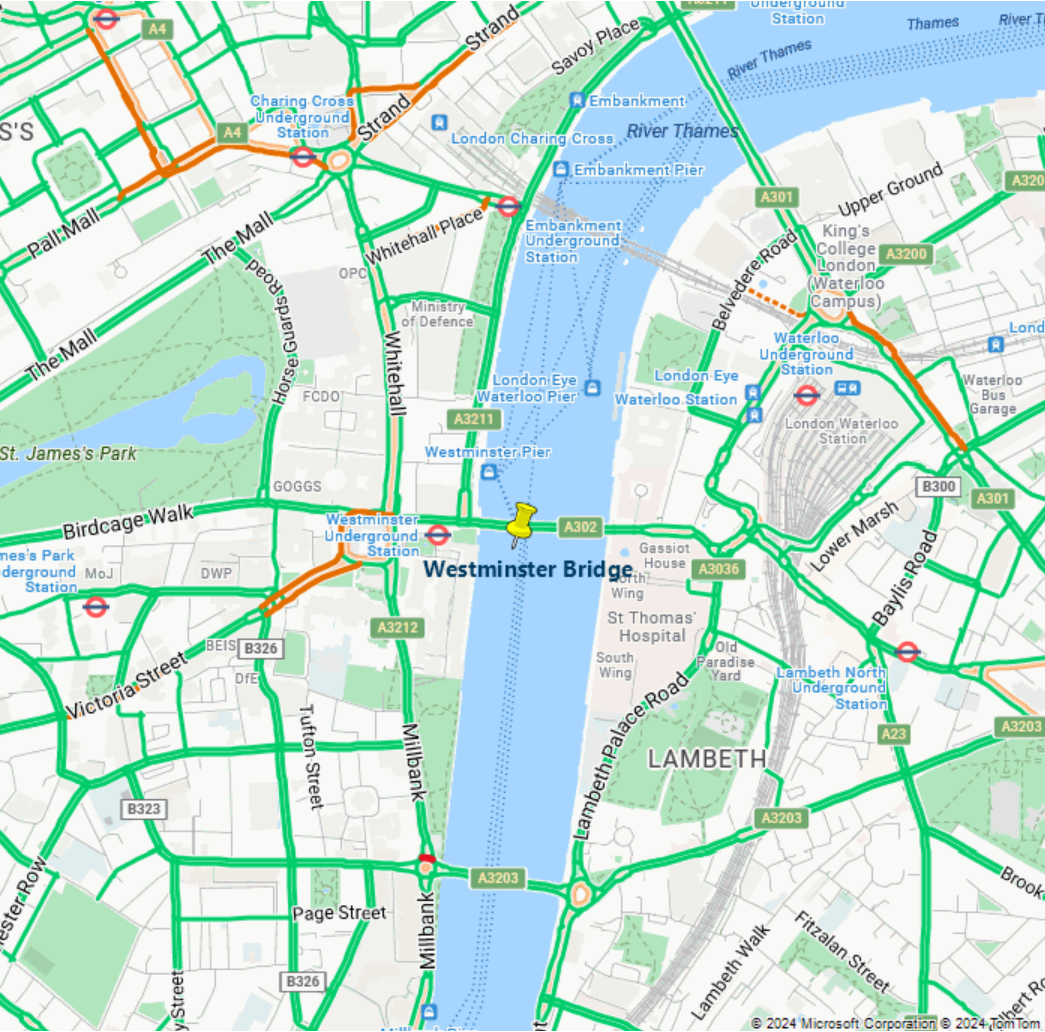 A3211
Underground
Station
Thames
River T
A4
Strand
Savoy Place
River Thames
S'S
Charing Cross
Underground
Station
Strand
Embankment
A4
London Charing Cross
River Thames
Embankment Pier
A301
Upper Ground
A320
Pall Mall
The Mall
Whitehall Place
Embankment
Underground
Station
King's
College
London
(Waterloo
Campus)
A3200
Belvedere Road
OPC
Horse Guards Road
Ministry
of Defence
The Mall
Whitehall
Waterloo
Underground
Station
Lond
FCDO
London Eye
Waterloo Pier
London Eye
Waterloo Station
Waterloo
Bus
Garage
A3211
London Waterloo
Station
St. James's Park
Westminster Pier
GOGGS
B300
A301
Birdcage Walk
Westminster
Underground
Station
A302
Lower Marsh
mes's Park
derground
Station
MoJ
DWP
Westminster Bridge
Gassiot
House
A3036
North
Wing
Baylis Road
St Thomas'
Hospital
A3212
BEIS
B326
DfE
Victoria Street
South
Wing
Old
Paradise
Yard
Lambeth North
Underground
Station
Tufton Street
Millbank
Lambeth Palace Road
LAMBETH
A23
A3203
B323
A3203
A3203
ester Row
Page Street
Millbank
Brook
Fitzalan Street
Lambeth Walk
B326
y Street
lbert Ro
© 2024 Microsoft Corporation © 2024 TomTom